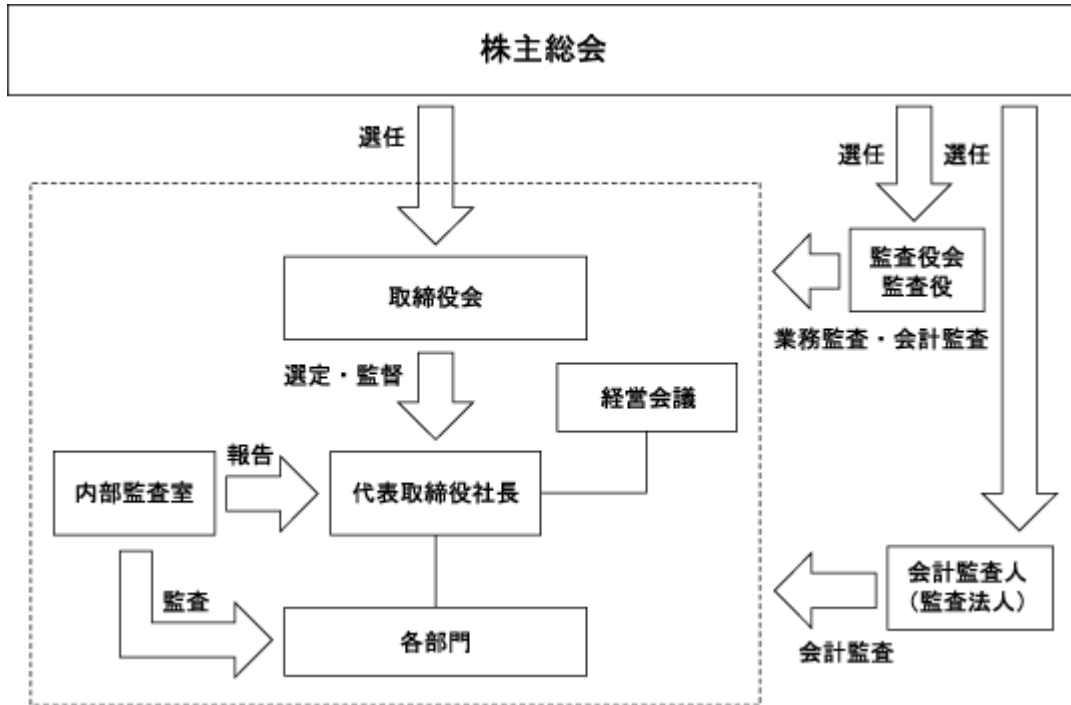 株主総会
選任
選任
選任
監査役会
監査役
取締役会
業務監査・会計監査
選定・監督
経営会議
報告
内部監査室
代表取締役社長
会計監査人
(監査法人)
監査
各部門
会計監査